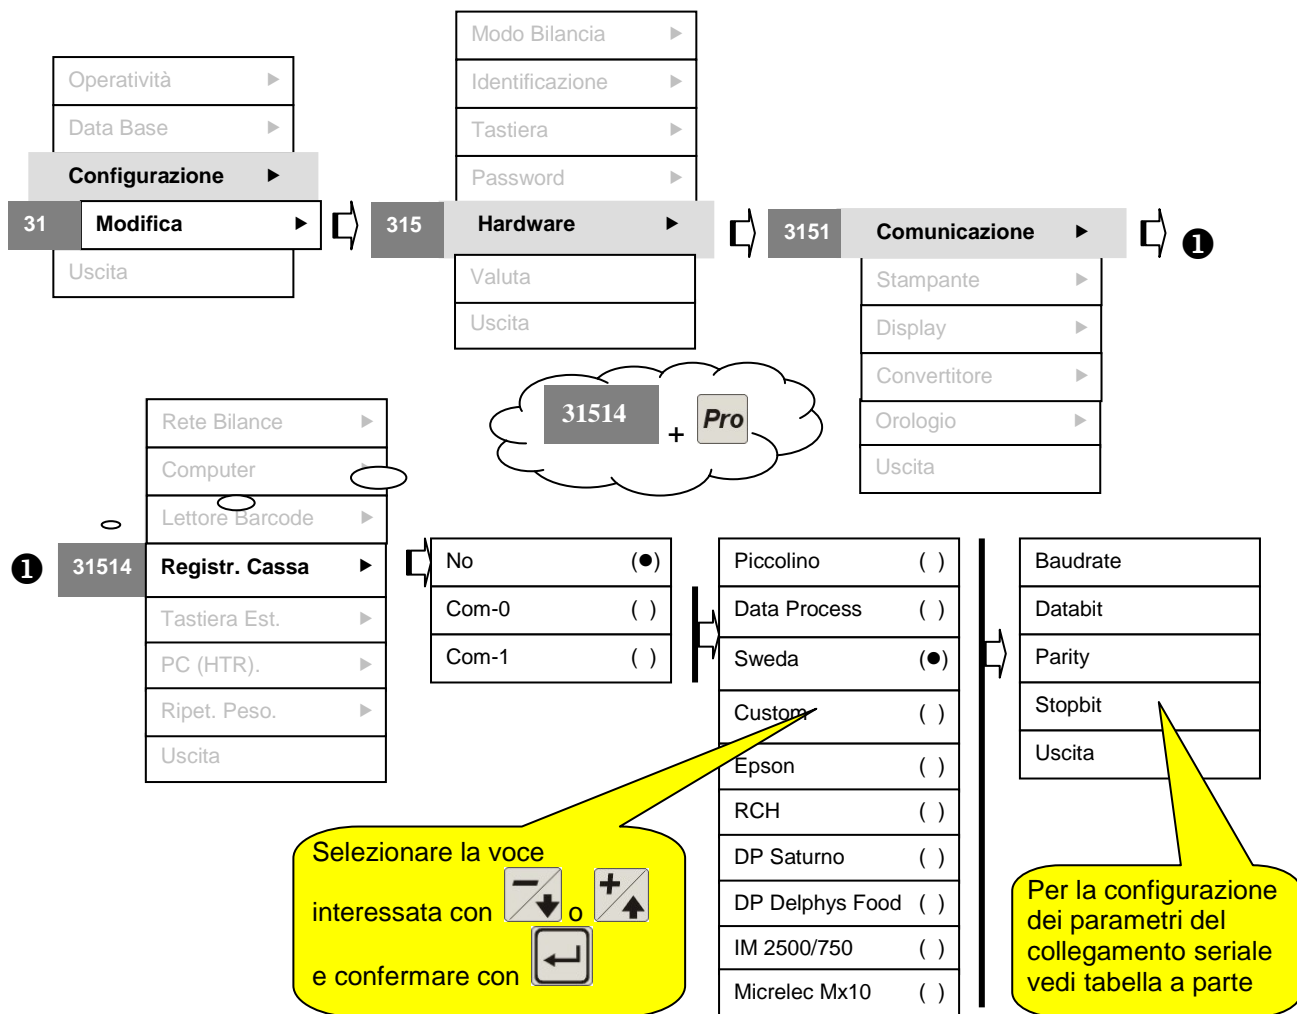 Operatività
Data Base
Configurazione
31 Modifica
Uscita
Modo Bilancia
Identificazione
Tastiera
Password
315 Hardware
Valuta
Uscita
3151 Comunicazione
Stampante
Display
Convertitore
Orologio
Uscita
❶
31514 + Pro
Rete Bilance
Computer
Lettore Barcode
❶ 31514 Registr. Cassa
Tastiera Est.
PC (HTR).
Ripet. Peso.
Uscita
No (●)
Com-0 ( )
Com-1 ( )
Piccolino ( )
Data Process ( )
Sweda (●)
Custom ( )
Epson ( )
RCH ( )
DP Saturno ( )
DP Delphys Food ( )
IM 2500/750 ( )
Micrelec Mx10 ( )
Baudrate
Databit
Parity
Stopbit
Uscita
Selezionare la voce
interessata con - o +
e confermare con
Per la configurazione
dei parametri del
collegamento seriale
vedi tabella a parte